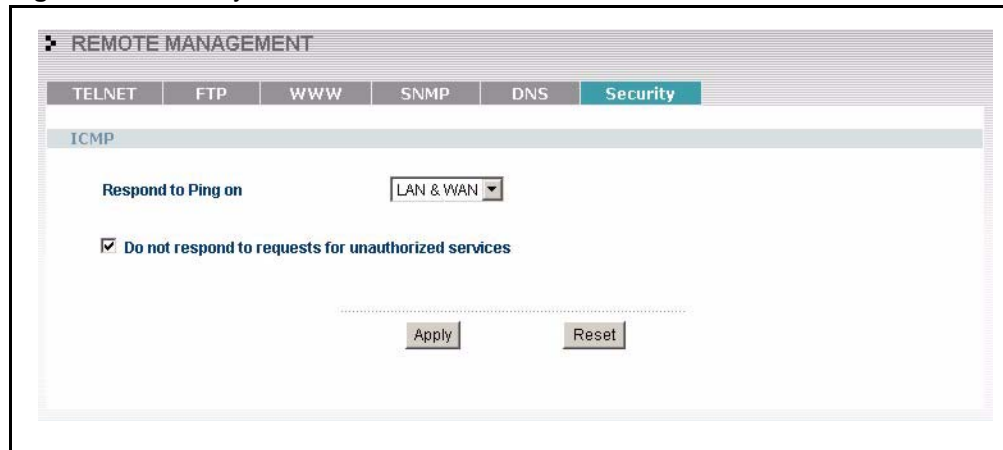 REMOTE MANAGEMENT
TELNET FTP WWW SNMP DNS Security
ICMP
Respond to Ping on LAN & WAN
Do not respond to requests for unauthorized services
Apply Reset